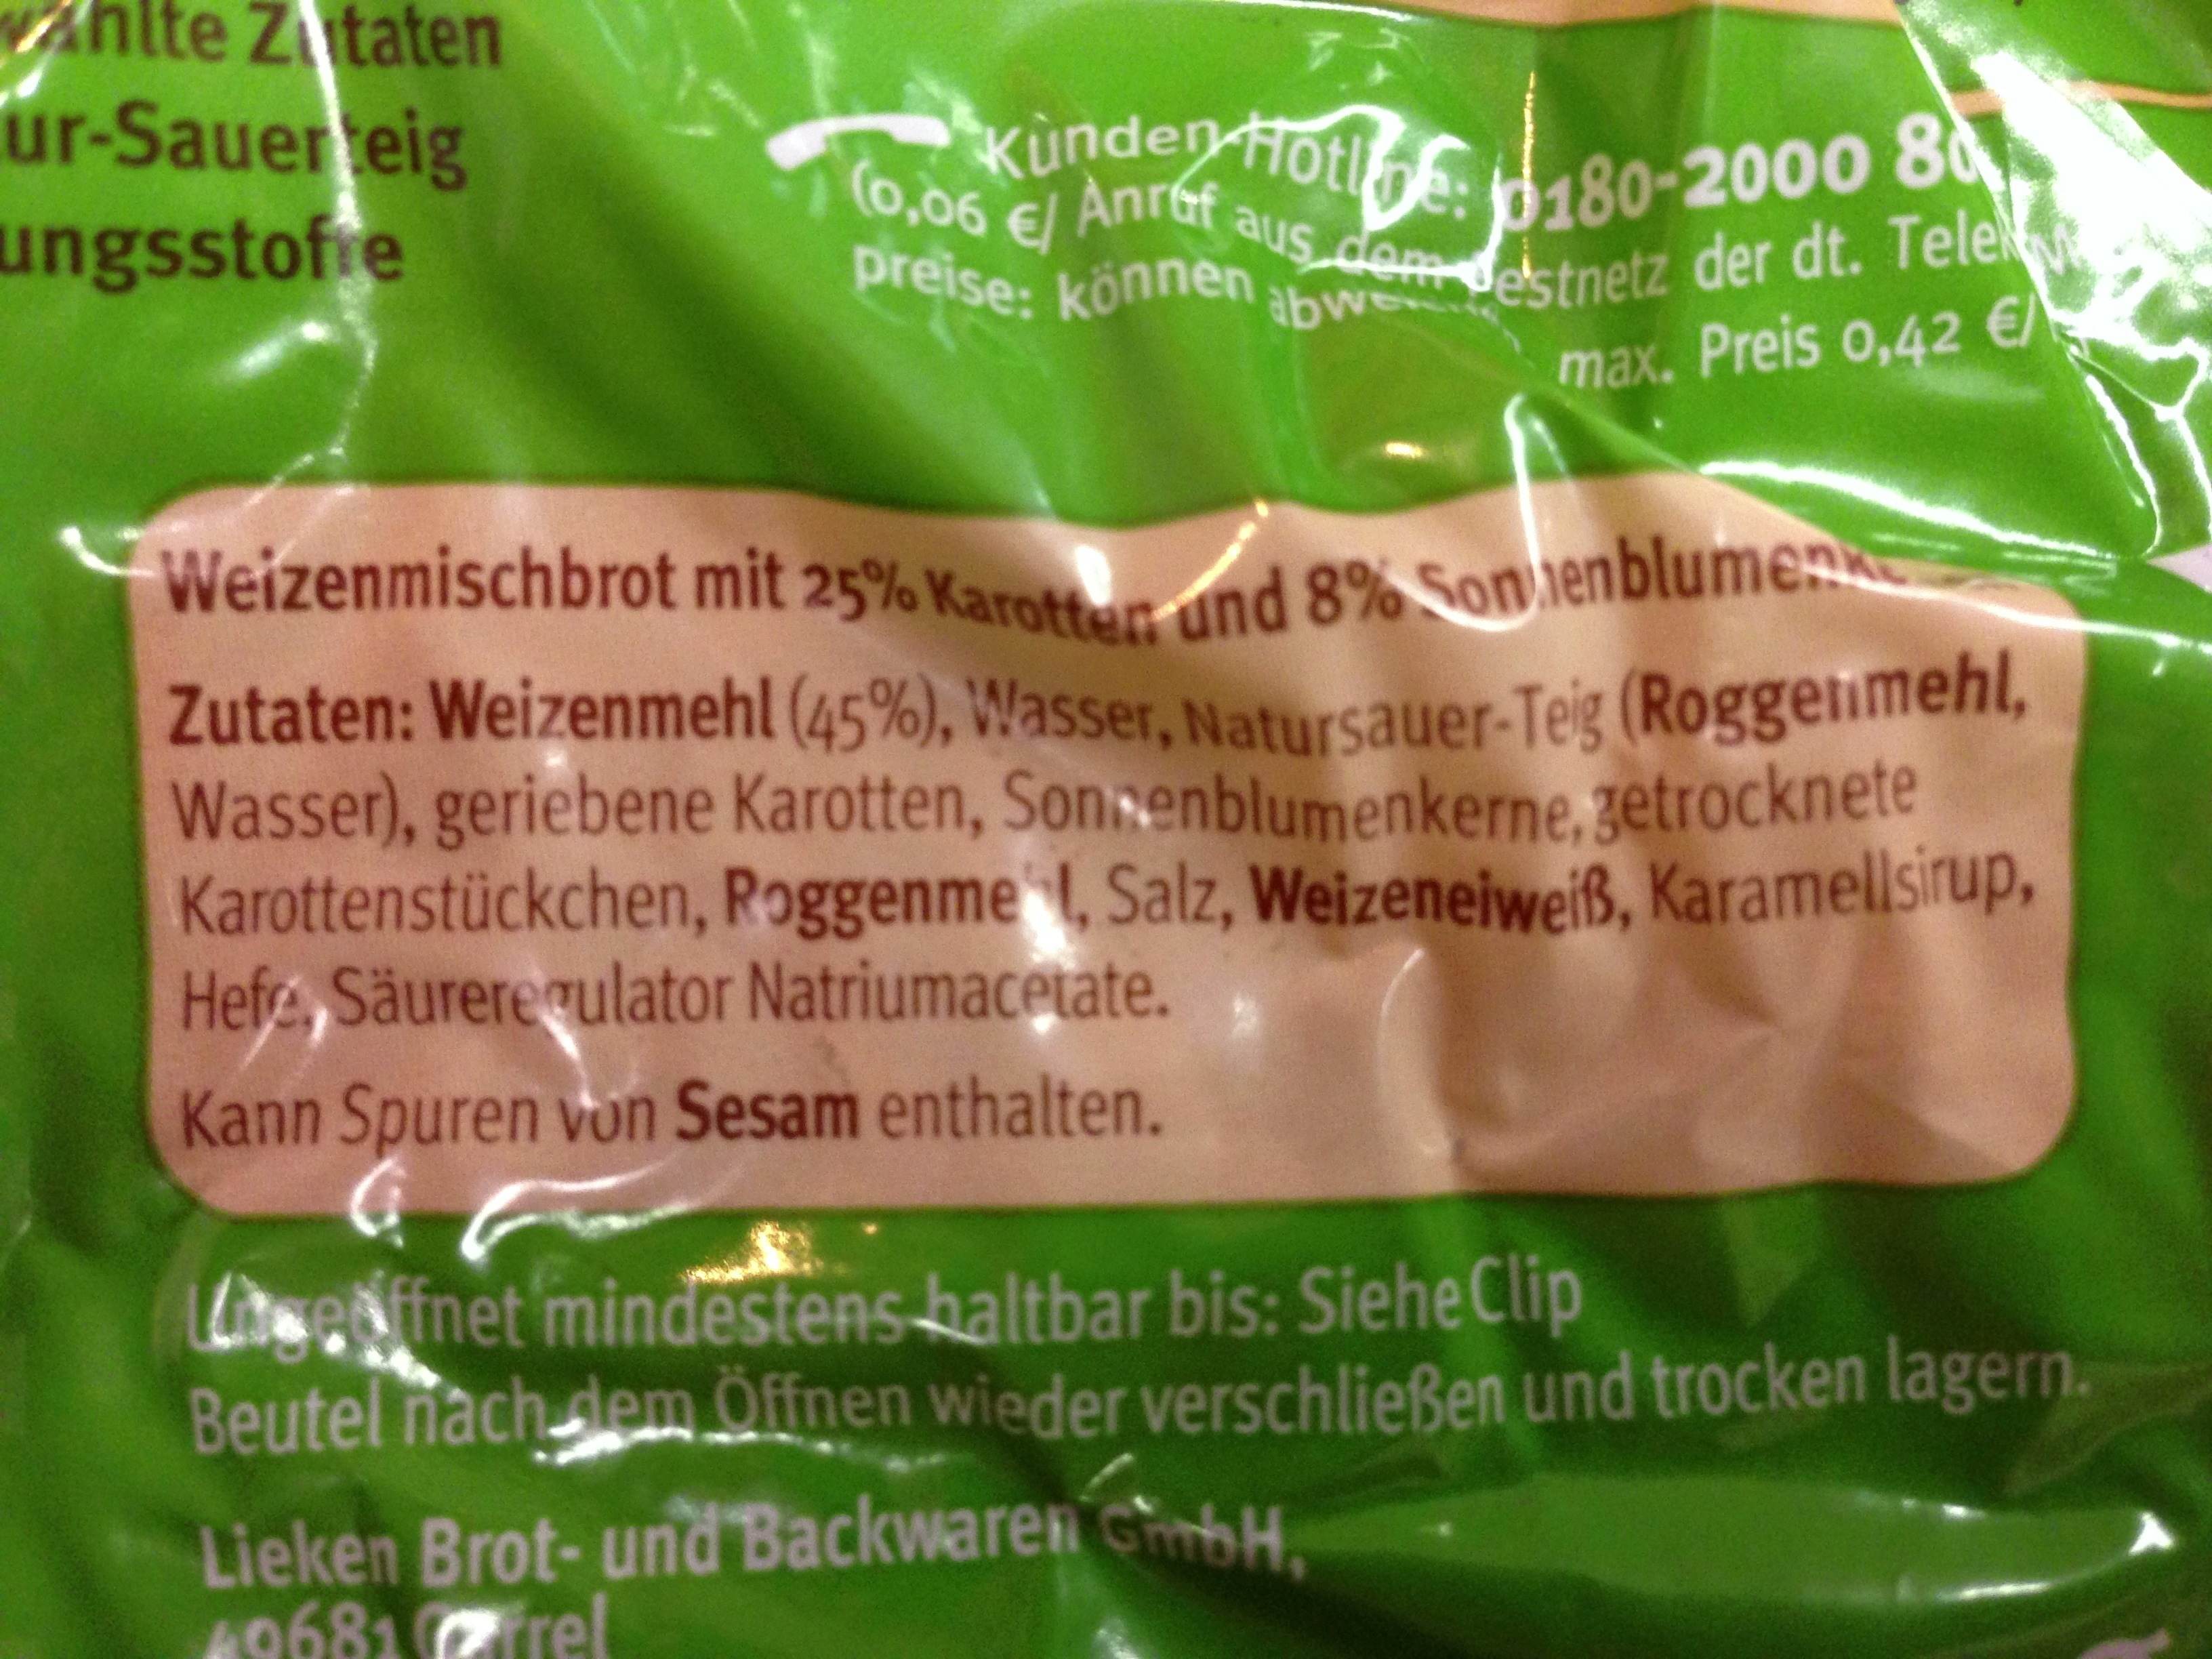 Zutaten
ur-Sauerteig
ungsstoffe
Kunden-Hotline: 0180-2000 80
(0,06 €/ Anruf aus dem Festnetz der dt. Telek
preise: können
max. Preis 0,42 €/
Weizenmischbrot mit 25% Karotten und 8% Sonnenblumenke
Zutaten: Weizenmehl (45%), Wasser, Natursauer-Teig (Roggenmehl,
Wasser), geriebene Karotten, Sonnenblumenkerne, getrocknete
Karottenstückchen, Roggenmehl, Salz, Weizeneiweiß, Karamellsirup,
Hefe, Säureregulator Natriumacetate.
Kann Spuren von Sesam enthalten.
Ungeöffnet mindestens haltbar bis: Siehe Clip
Beutel nach dem Öffnen wieder verschließen und trocken lagern.
Lieken Brot- und Backwaren GmbH,
49681 Garrel